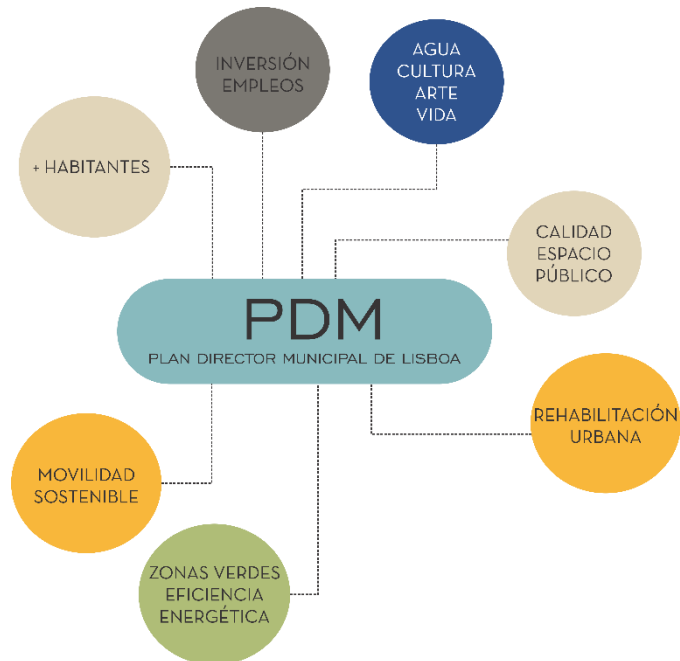 INVERSIÓN
EMPLEOS
AGUA
CULTURA
ARTE
VIDA
+ HABITANTES
CALIDAD
ESPACIO
PÚBLICO
PDM
PLAN DIRECTOR MUNICIPAL DE LISBOA
REHABILITACIÓN
URBANA
MOVILIDAD
SOSTENIBLE
ZONAS VERDES
EFICIENCIA
ENERGÉTICA